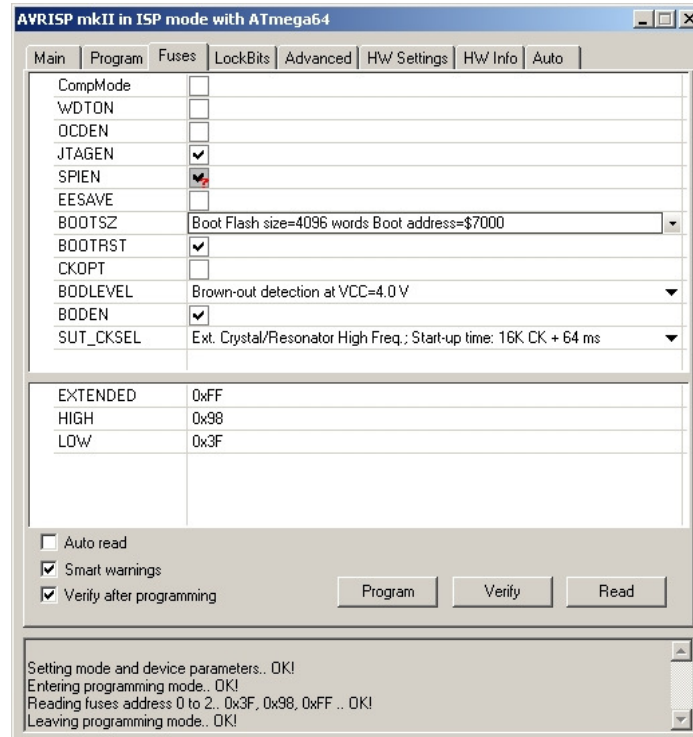 AVRISP mkII in ISP mode with ATmega64
Main Program Fuses LockBits Advanced HW Settings HW Info Auto
CompMode
WDTON
OCDEN
JTAGEN
SPIEN
EESAVE
BOOTSZ Boot Flash size=4096 words Boot address=$7000
BOOTRST
CKOPT
BODLEVEL Brown-out detection at VCC=4.0 V
BODEN
SUT_CKSEL Ext. Crystal/Resonator High Freq.; Start-up time: 16K CK + 64 ms
EXTENDED 0xFF
HIGH 0x98
LOW 0x3F
Auto read
Smart warnings
Verify after programming
Program Verify Read
Setting mode and device parameters.. OK!
Entering programming mode.. OK!
Reading fuses address 0 to 2.. 0x3F, 0x98, 0xFF .. OK!
Leaving programming mode.. OK!